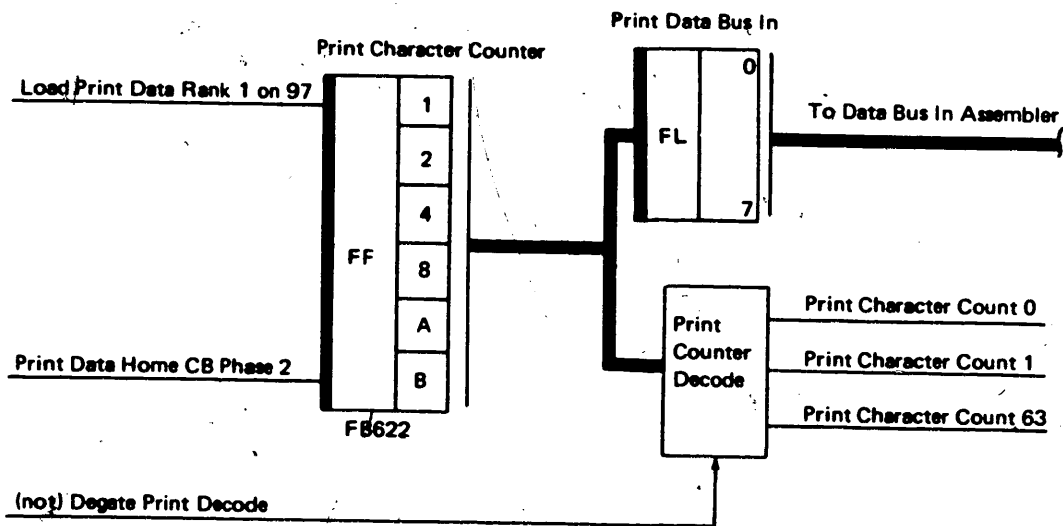 Print Data Bus In
Print Character Counter
Load Print Data Rank 1 on 97
1
2
4
8
A
B
FF
FL
0
7
To Data Bus In Assembler
Print Data Home CB Phase 2
FB622
Print
Counter
Decode
Print Character Count 0
Print Character Count 1
Print Character Count 63
(not) Degate Print Decode